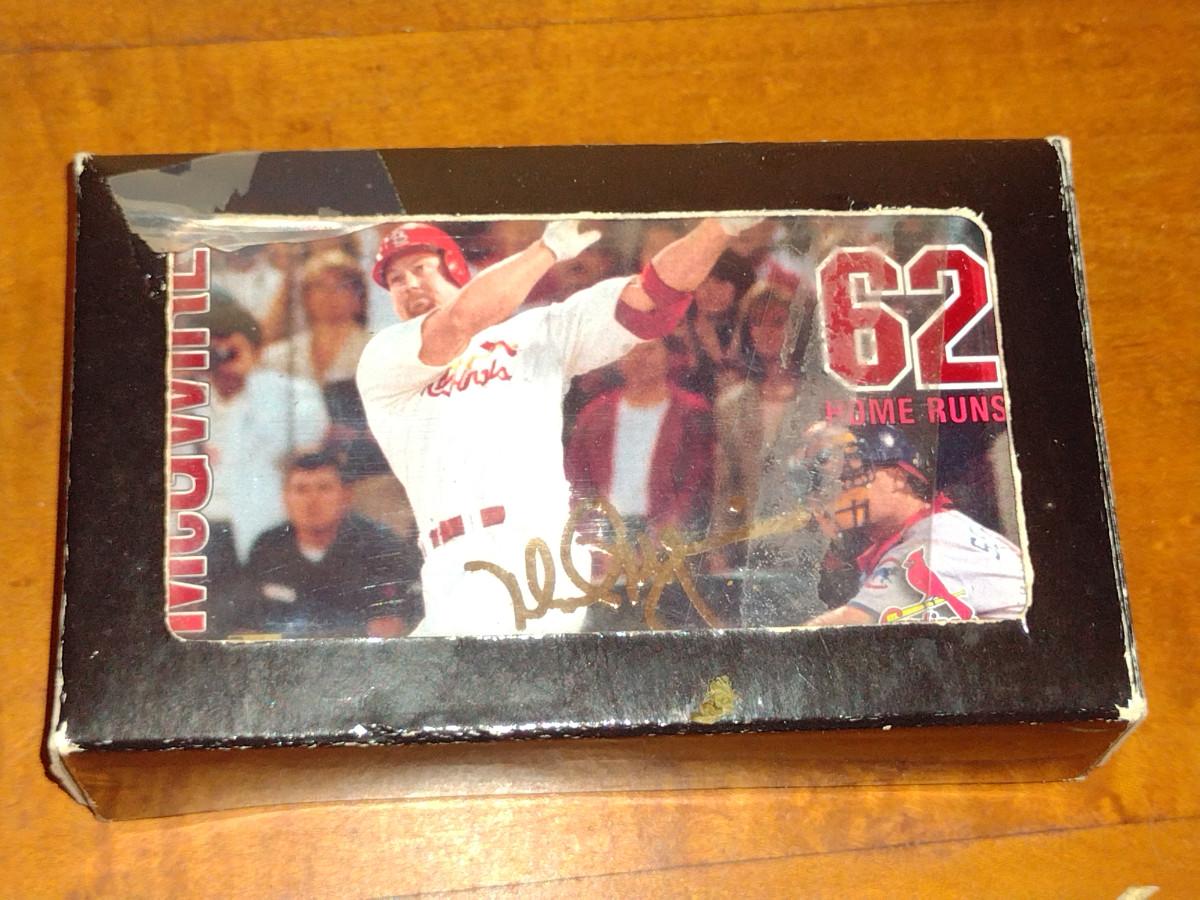 McGWIRE
Cardinals
62
HOME RUNS